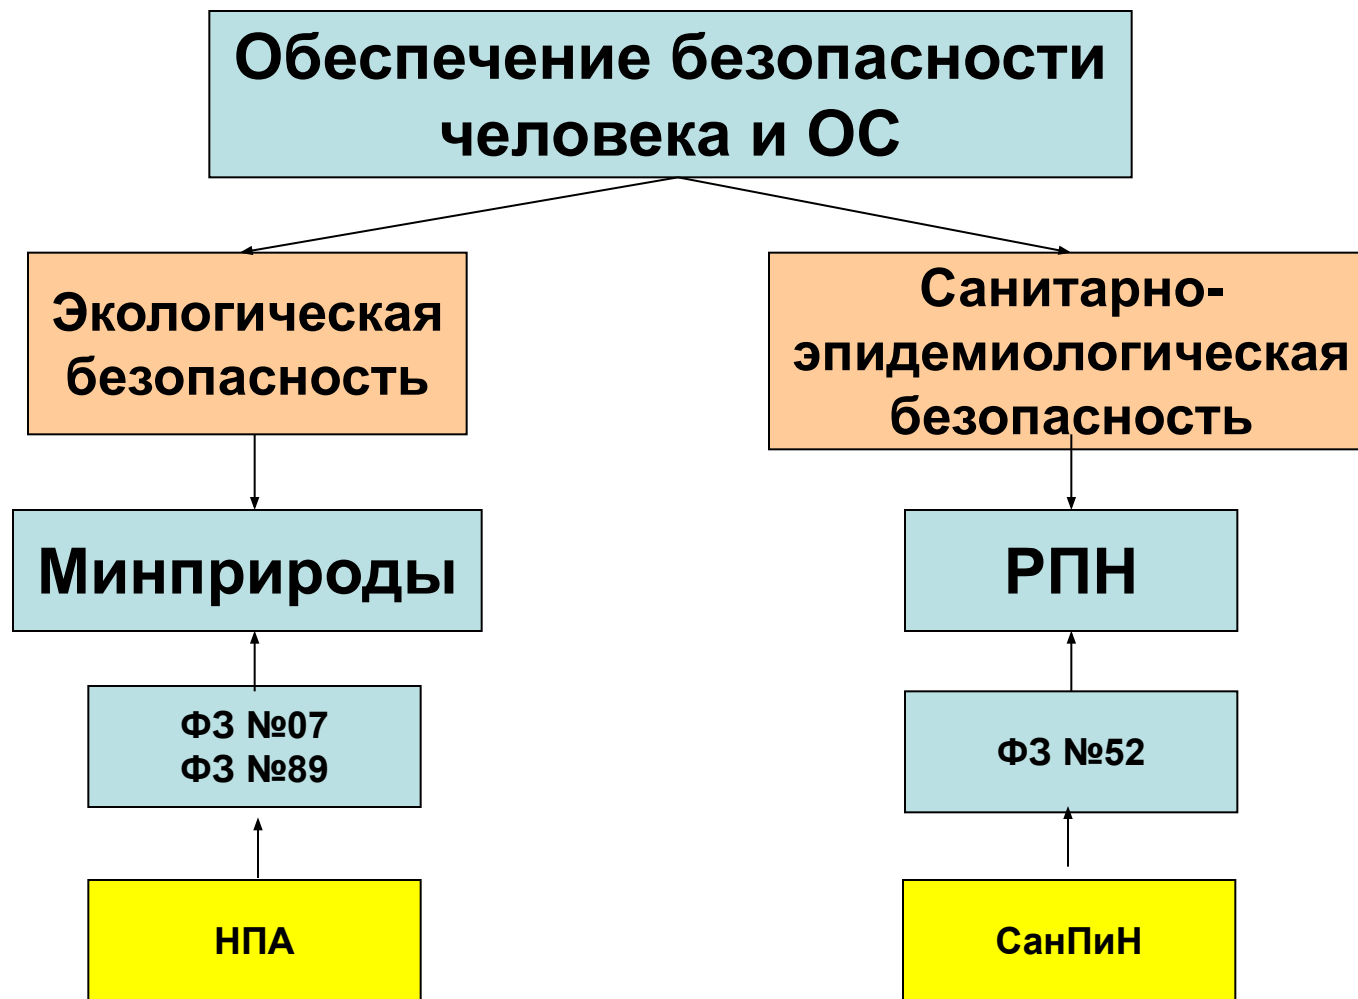 Обеспечение безопасности
человека и ОС
Экологическая
безопасность
Санитарно-
эпидемиологическая
безопасность
Минприроды
РПН
ФЗ №07
ФЗ №89
ФЗ №52
НПА
СанПиН